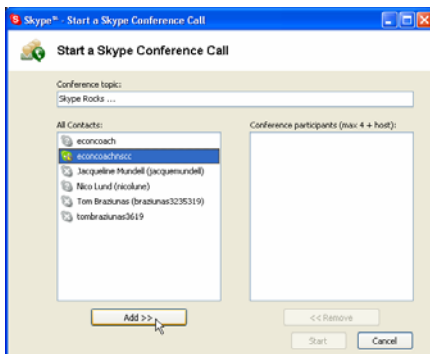 Skype™ - Start a Skype Conference Call
Start a Skype Conference Call
Conference topic:
Skype Rocks ...
All Contacts:
econcoach
econcoachnscc
Jacqueline Mundell (jacquemundell)
Nico Lund (nicolune)
Tom Braziunas (braziunas3235319)
tombraziunas3619
Conference participants (max 4 + host):
Add >>
<< Remove
Start
Cancel